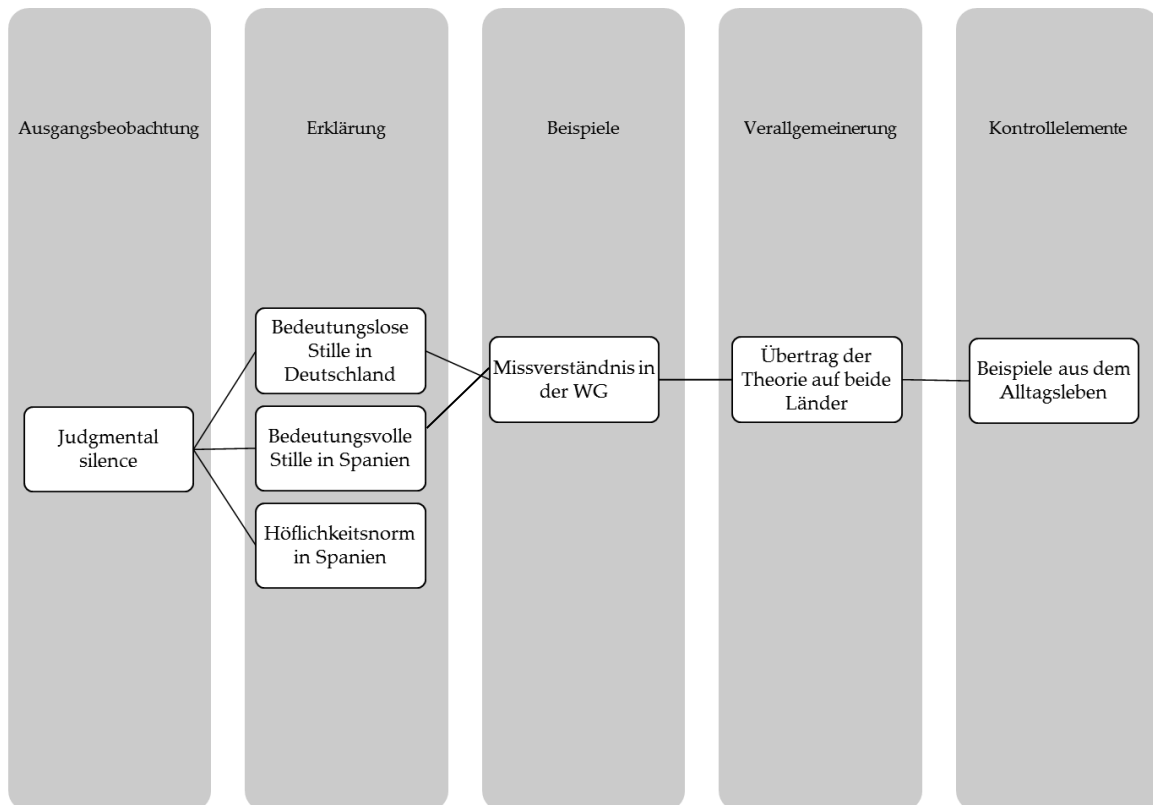 Ausgangsbeobachtung
Erklärung
Beispiele
Verallgemeinerung
Kontrollelemente
Judgmental
silence
Bedeutungslose
Stille in
Deutschland
Bedeutungsvolle
Stille in Spanien
Höflichkeitsnorm
in Spanien
Missverständnis in
der WG
Übertrag der
Theorie auf beide
Länder
Beispiele aus dem
Alltagsleben